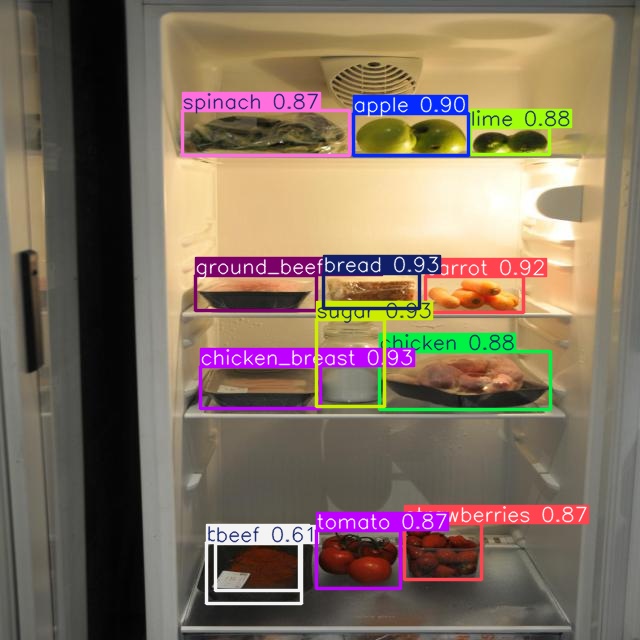 spinach 0.87
apple 0.90
lime 0.88
ground_beef
bread 0.93
arrot 0.92
sugar 0.93
chicken_breast 0.93
chicken 0.88
beef 0.61
tomato 0.87
wberries 0.87